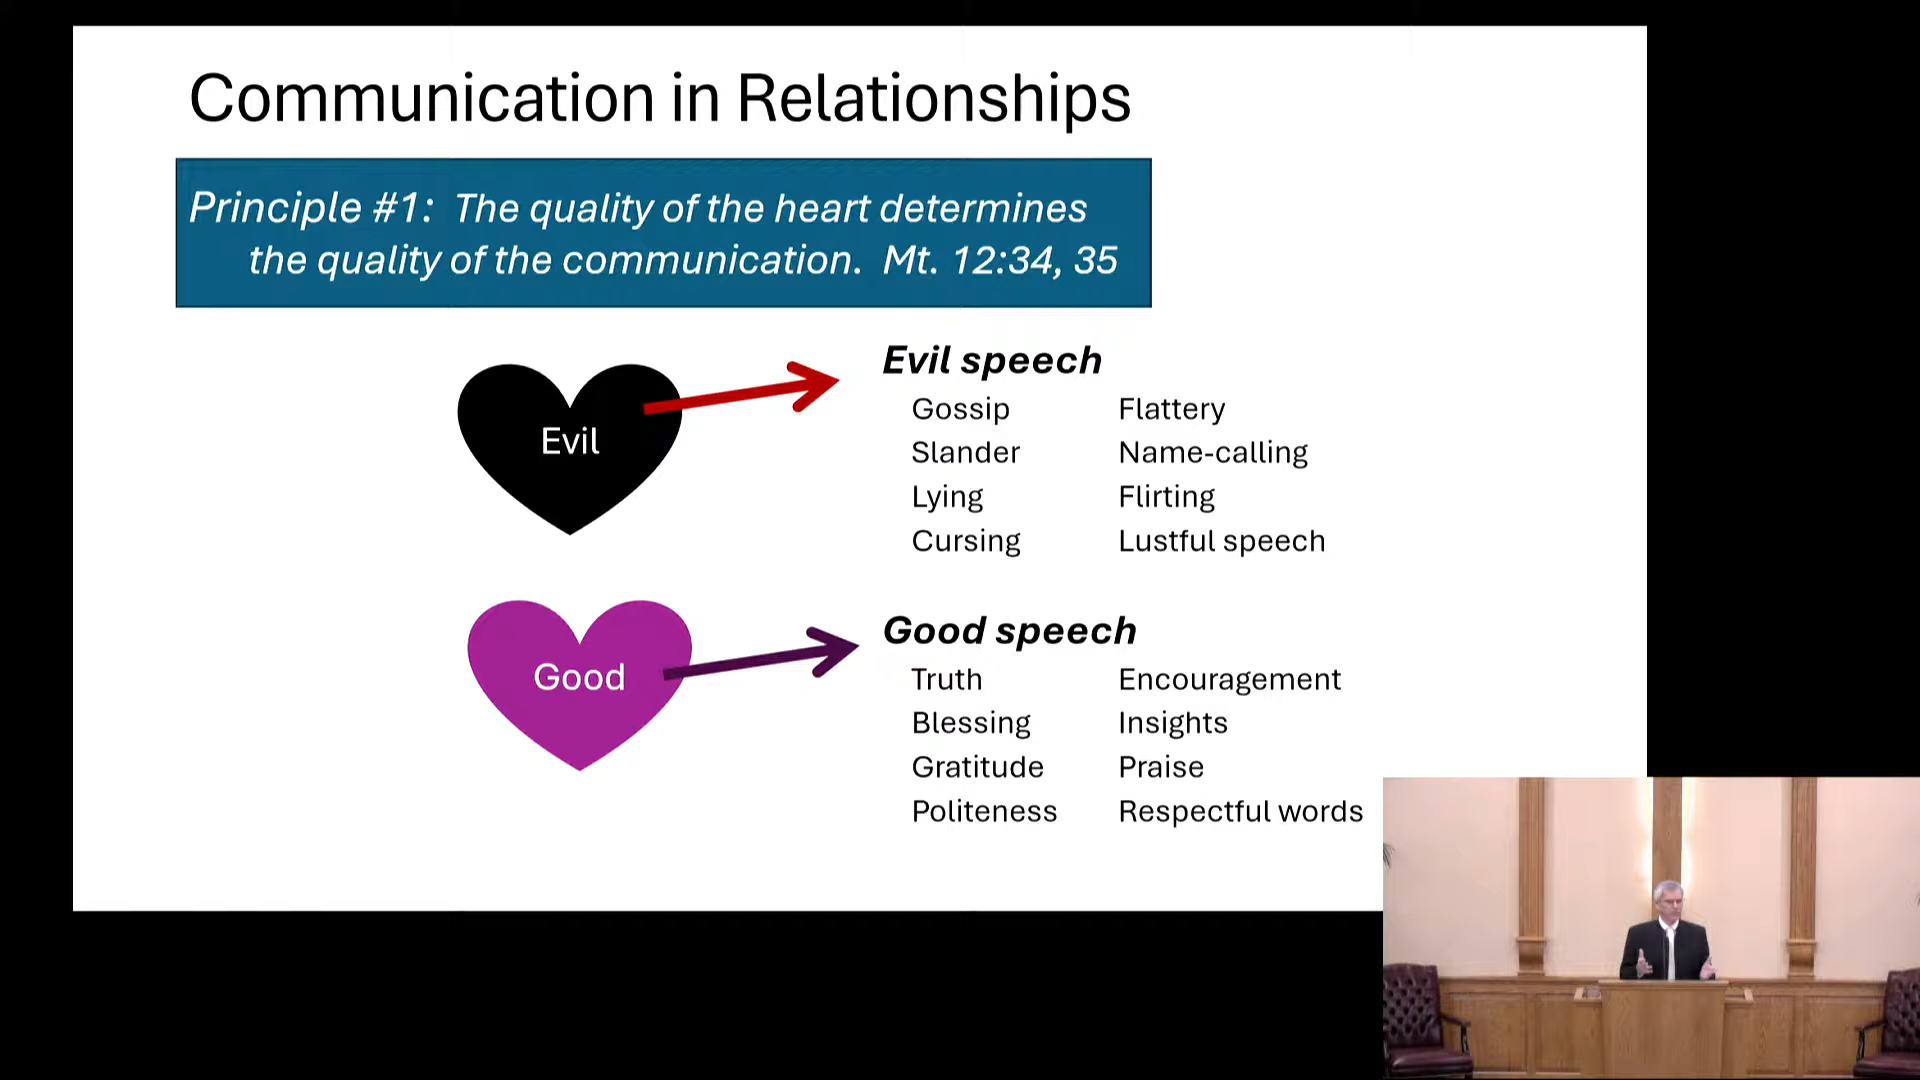 Communication in Relationships
Principle #1: The quality of the heart determines
the quality of the communication. Mt. 12:34, 35
Evil
Evil speech
Gossip Flattery
Slander Name-calling
Lying Flirting
Cursing Lustful speech
Good
Good speech
Truth Encouragement
Blessing Insights
Gratitude Praise
Politeness Respectful words